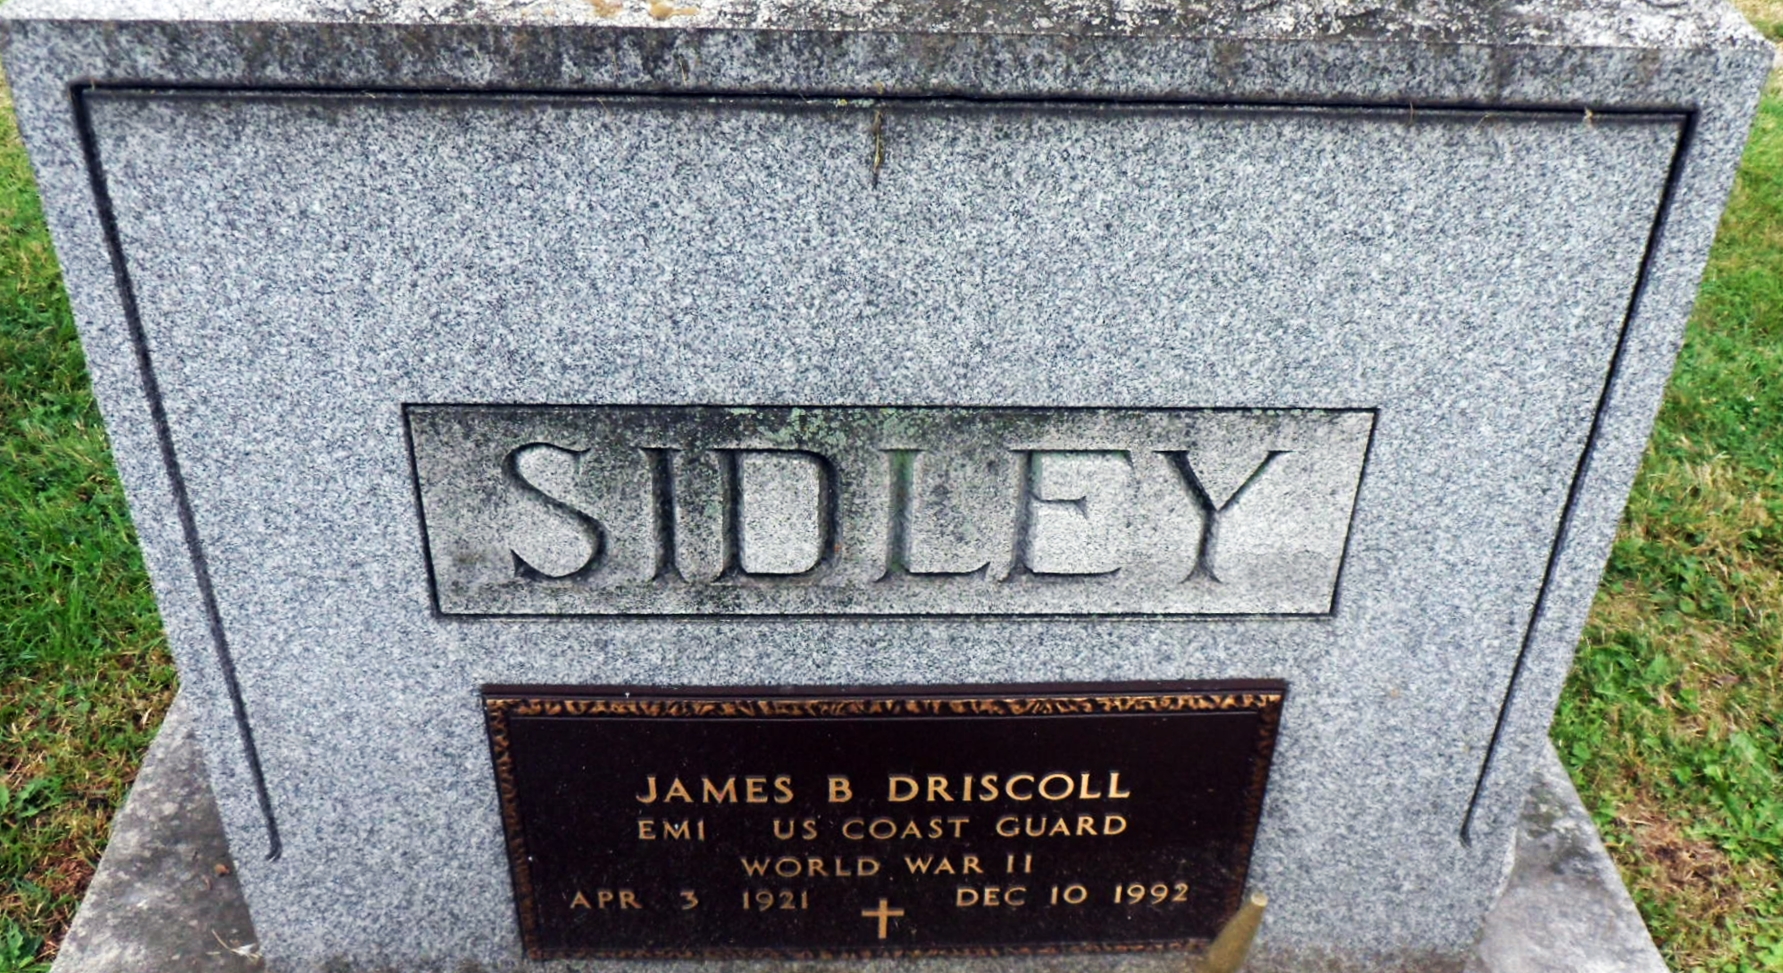 SIDLEY
JAMES B DRISCOLL
EM1 US COAST GUARD
WORLD WAR II
APR 3 1921 DEC 10 1992